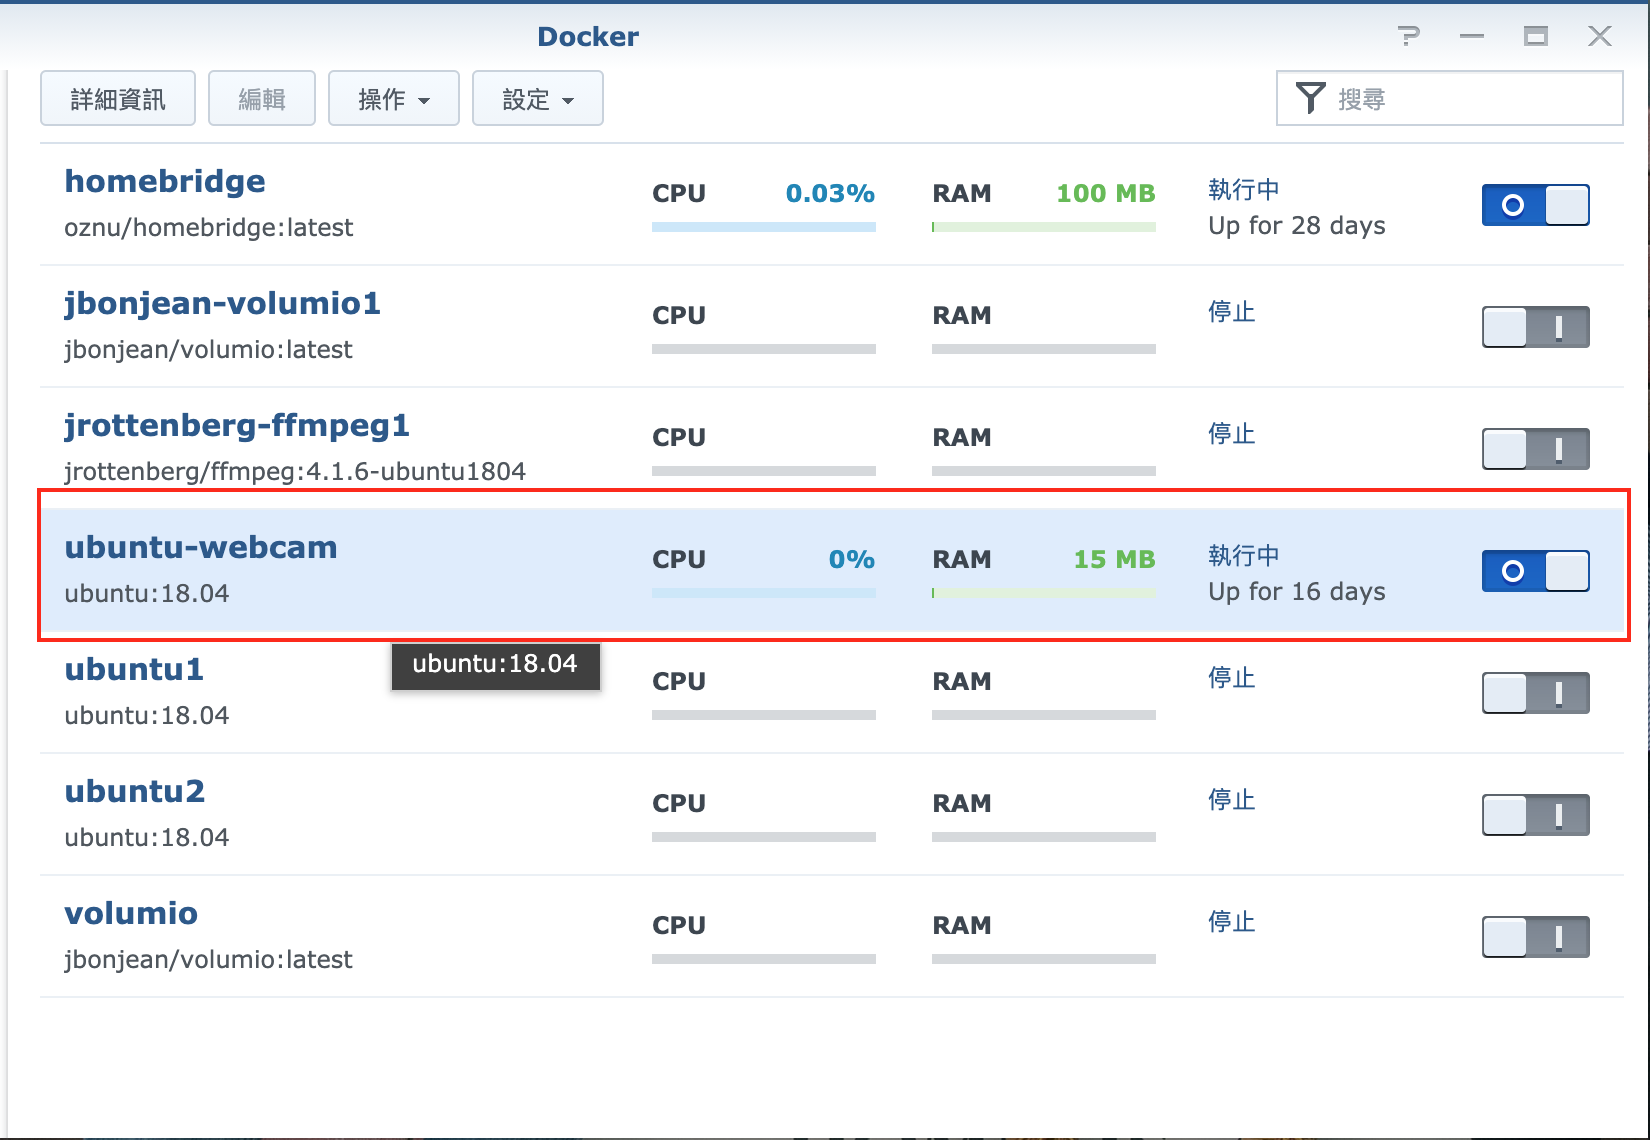 Docker
詳細資訊 編輯 操作 設定 搜尋
homebridge CPU 0.03% RAM 100 MB 執行中
oznu/homebridge:latest Up for 28 days
jbonjean-volumio1 CPU RAM 停止
jbonjean/volumio:latest
jrottenberg-ffmpeg1 CPU RAM 停止
jrottenberg/ffmpeg:4.1.6-ubuntu1804
ubuntu-webcam CPU 0% RAM 15 MB 執行中
ubuntu:18.04 Up for 16 days
ubuntu:18.04
ubuntu1 CPU RAM 停止
ubuntu:18.04
ubuntu2 CPU RAM 停止
ubuntu:18.04
volumio CPU RAM 停止
jbonjean/volumio:latest